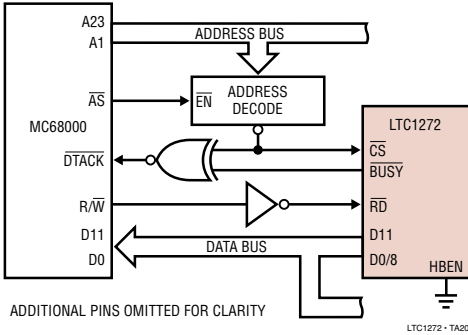 A23
A1
ADDRESS BUS
AS
EN
ADDRESS
DECODE
MC68000
LTC1272
DTACK
CS
BUSY
R/W
RD
D11
D0
DATA BUS
D11
D0/8
HBEN
ADDITIONAL PINS OMITTED FOR CLARITY
LTC1272 • TA20